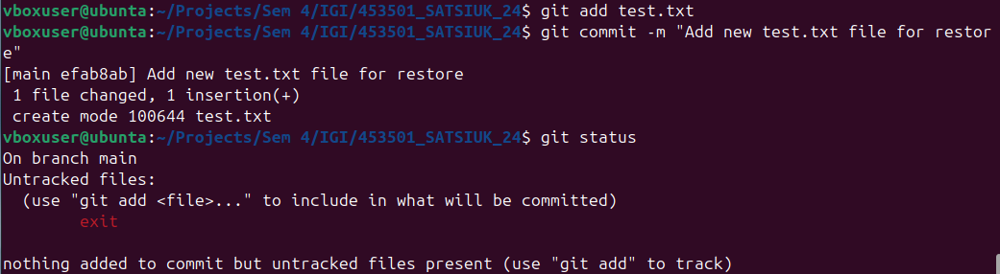 vboxuser@ubuntu:~/Projects/Sem 4/IGI/453501_SATSIUK_24$ git add test.txt
vboxuser@ubuntu:~/Projects/Sem 4/IGI/453501_SATSIUK_24$ git commit -m "Add new test.txt file for restor
e"
[main efab8ab] Add new test.txt file for restore
 1 file changed, 1 insertion(+)
 create mode 100644 test.txt
vboxuser@ubuntu:~/Projects/Sem 4/IGI/453501_SATSIUK_24$ git status
On branch main
Untracked files:
  (use "git add <file>..." to include in what will be committed)
        exit

nothing added to commit but untracked files present (use "git add" to track)